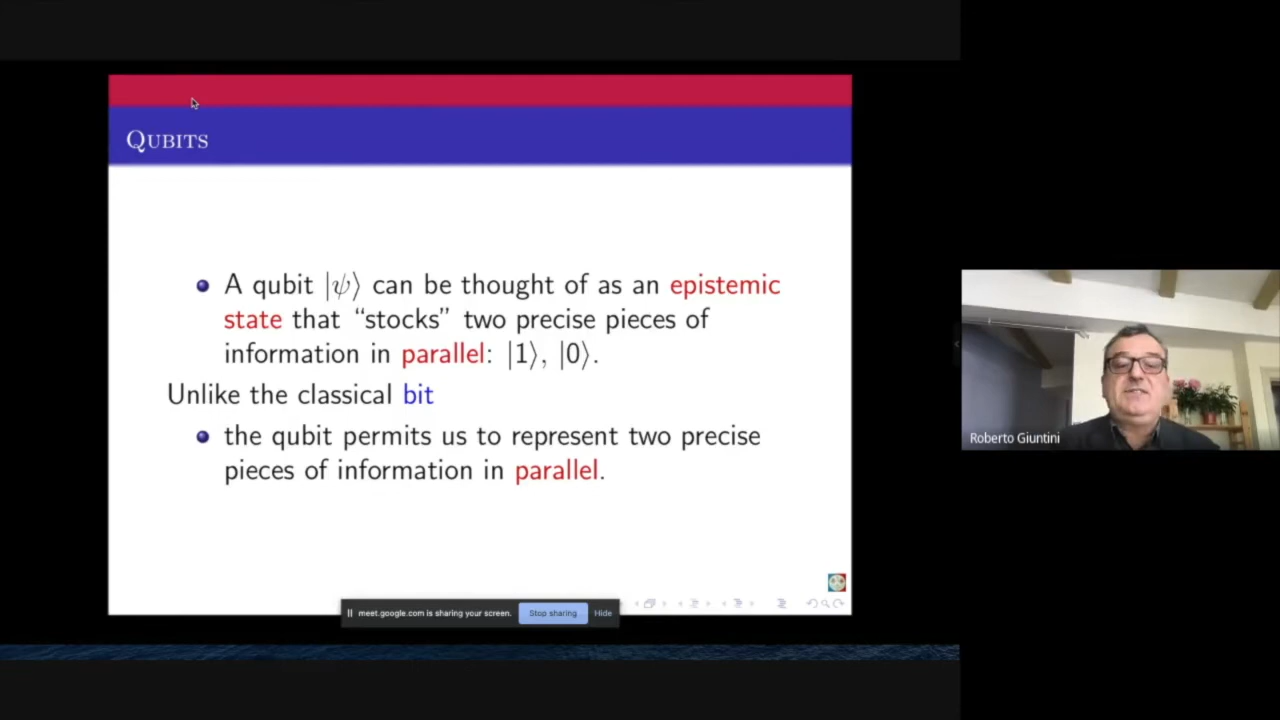 Qubits
A qubit |ψ⟩ can be thought of as an epistemic
state that “stocks” two precise pieces of
information in parallel: |1⟩, |0⟩.
Unlike the classical bit
the qubit permits us to represent two precise
pieces of information in parallel.
meet.google.com is sharing your screen. Stop sharing Hide
Roberto Giuntini